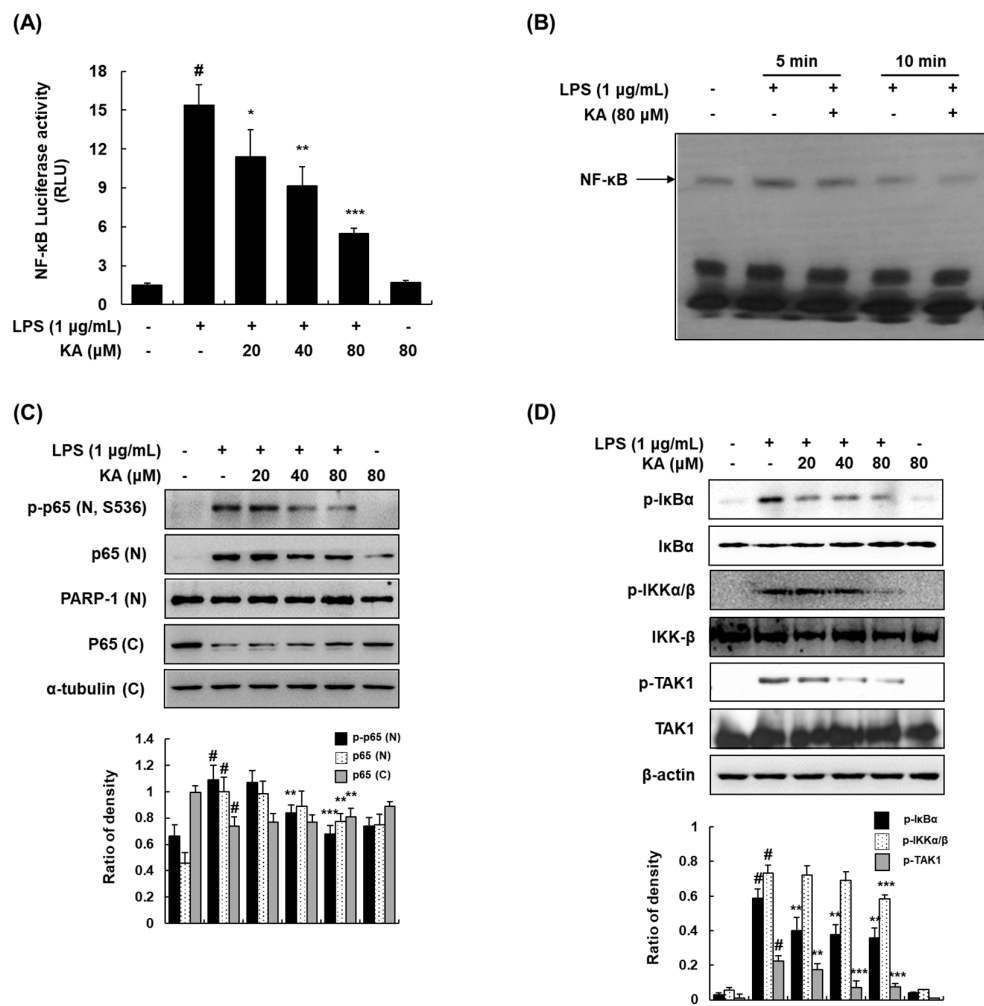 (A)
18
15
12
9
6
3
0
NF-κB Luciferase activity
(RLU)
#
*
**
***
LPS (1 µg/mL) - + + + + -
KA (µM) - - 20 40 80 80
(B)
5 min 10 min
LPS (1 µg/mL) - + + + +
KA (80 µM) - - + - +
NF-κB
(C)
LPS (1 µg/mL) - + + + + -
KA (µM) - - 20 40 80 80
p-p65 (N, S536)
p65 (N)
PARP-1 (N)
P65 (C)
α-tubulin (C)
1.4
1.2
1
0.8
0.6
0.4
0.2
0
Ratio of density
p-p65 (N)
p65 (N)
p65 (C)
# # #
**
*** ** **
(D)
LPS (1 µg/mL) - + + + + -
KA (µM) - - 20 40 80 80
p-IκBα
IκBα
p-IKKα/β
IKK-β
p-TAK1
TAK1
β-actin
1
0.8
0.6
0.4
0.2
0
Ratio of density
p-IκBα
p-IKKα/β
p-TAK1
# # #
** **
** ***
** *** ***